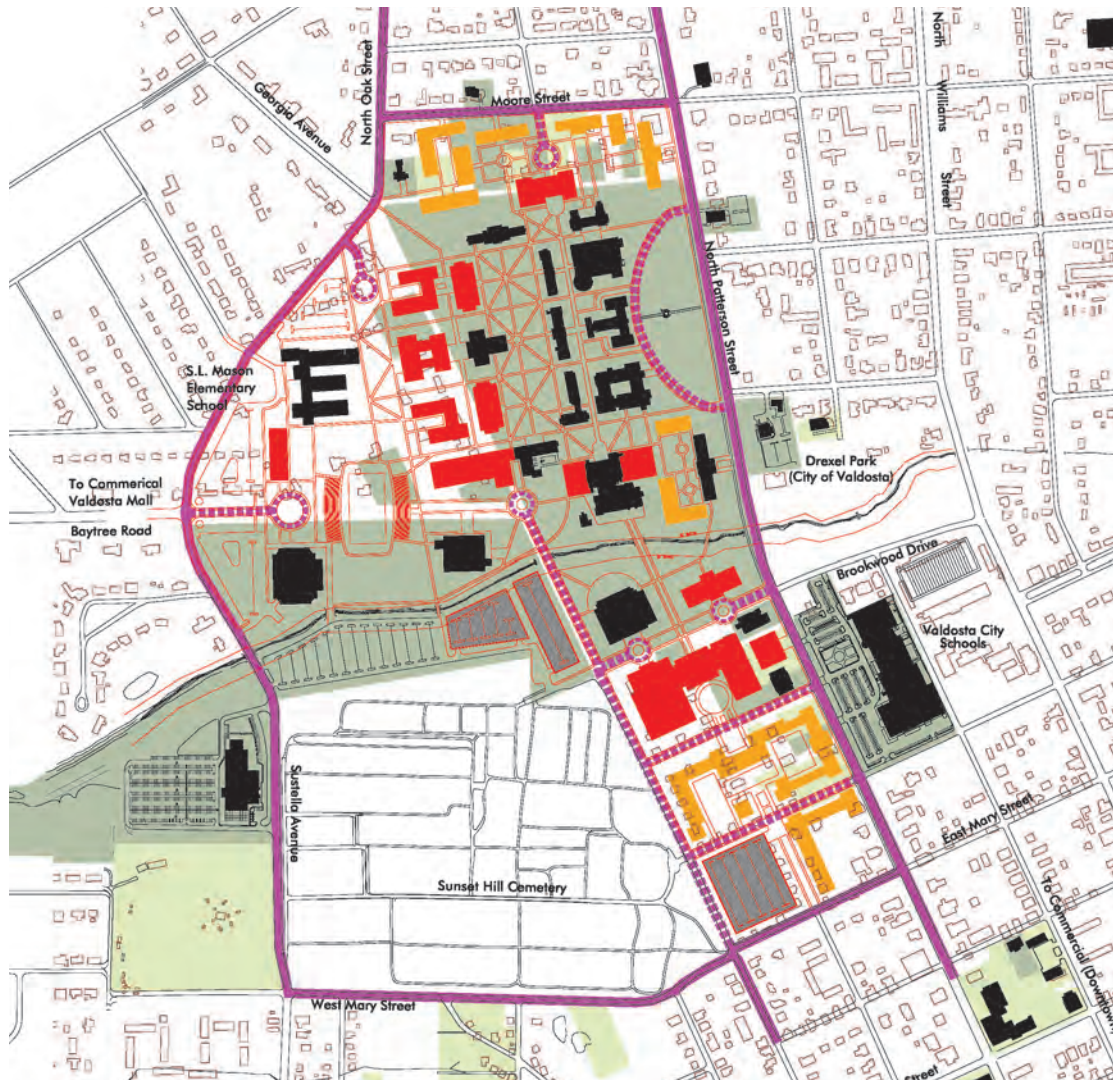 North
Williams
Street
North Oak Street
Georgia Avenue
Moore Street
North Patterson Street
S.L. Mason
Elementary
School
To Commerical
Valdosta Mall
Baytree Road
Drexel Park
(City of Valdosta)
Brookwood Drive
Valdosta City
Schools
Sustella Avenue
East Mary Street
Sunset Hill Cemetery
To Commercial (Downtown)
West Mary Street
Street